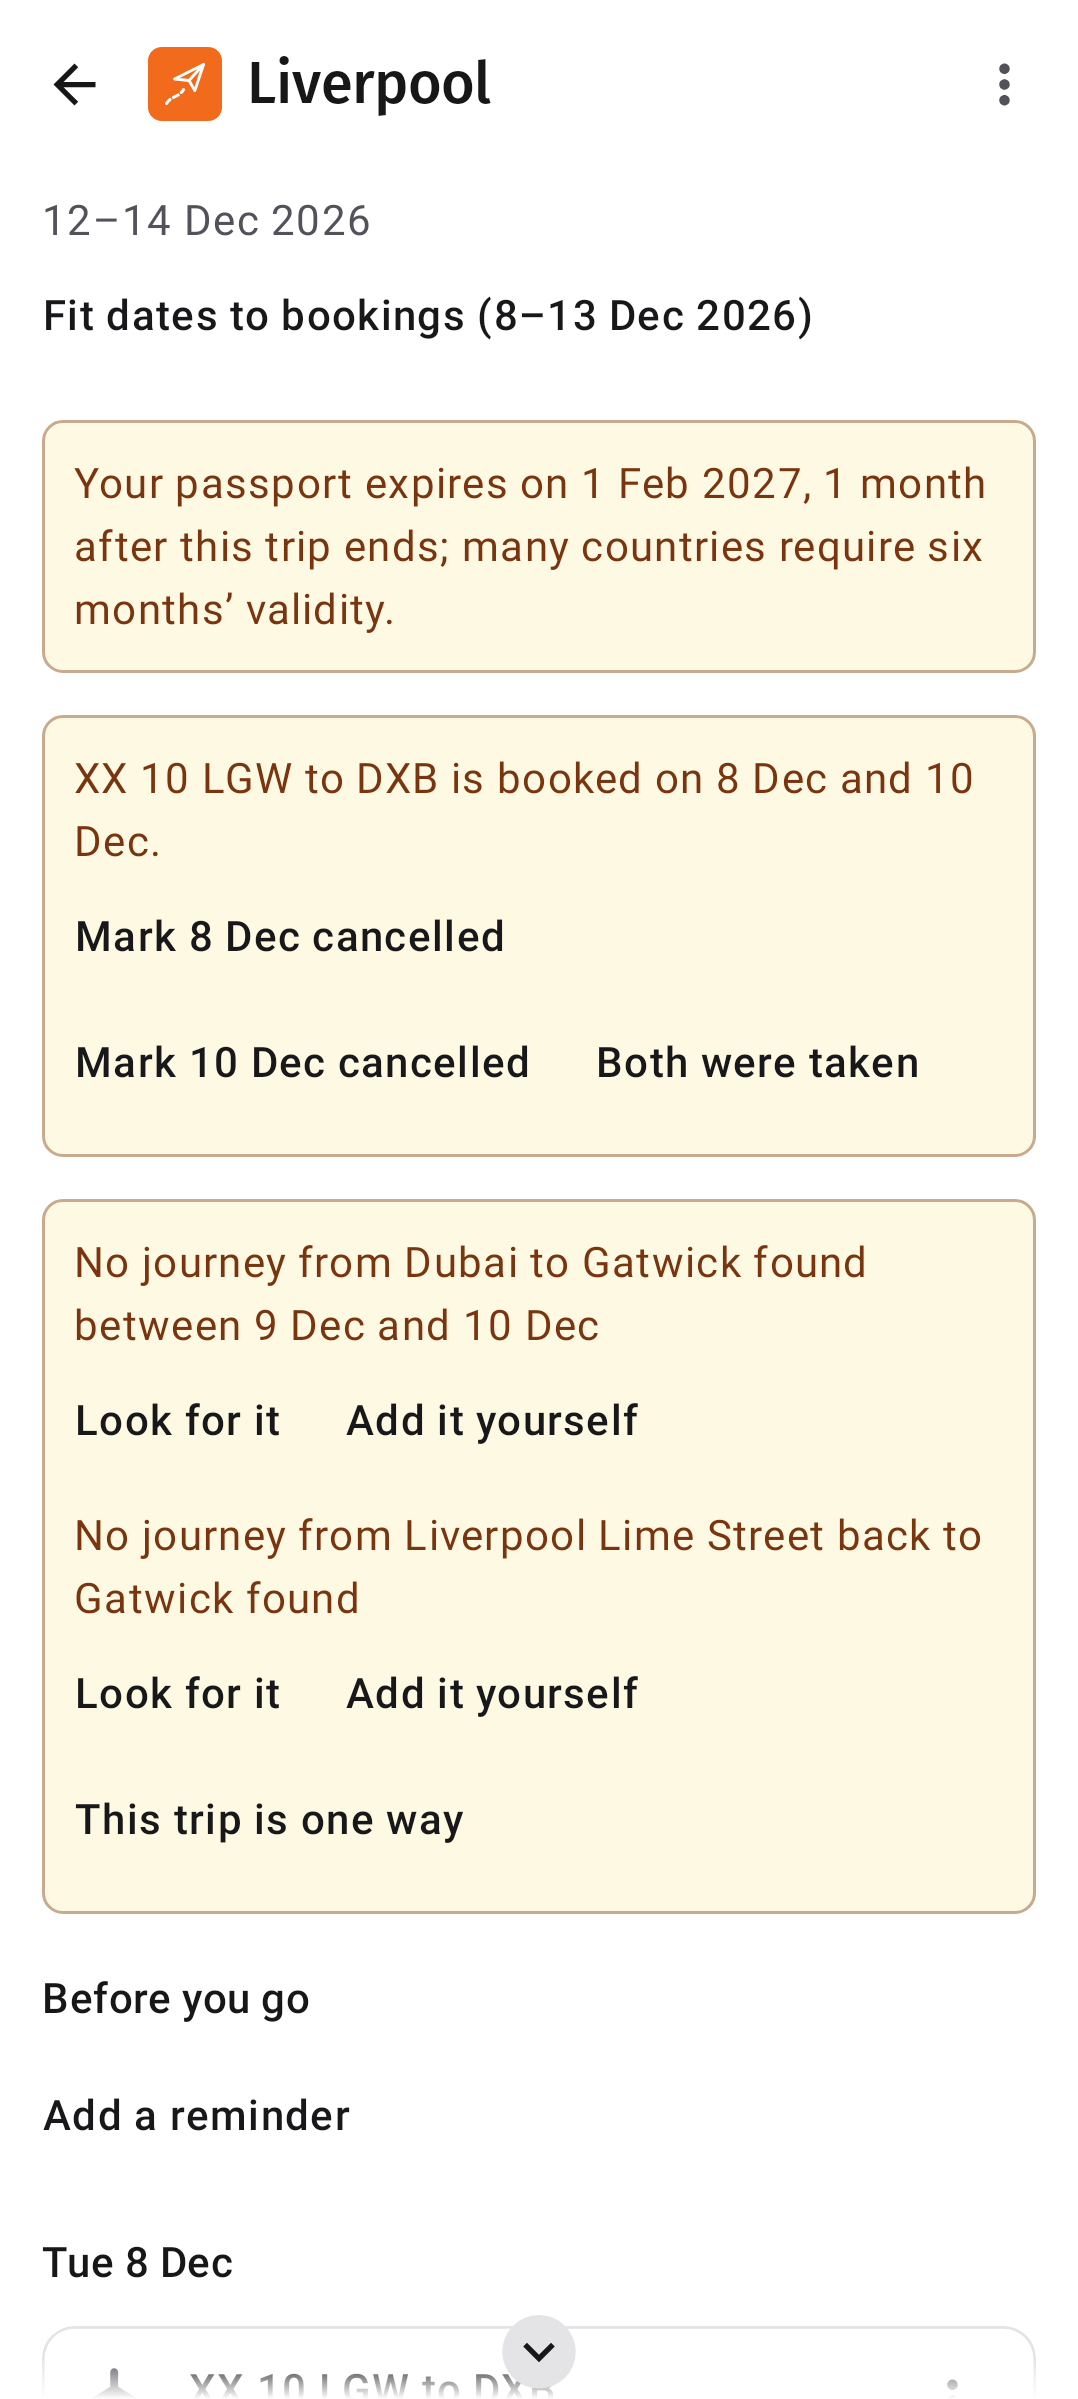 Liverpool
12–14 Dec 2026
Fit dates to bookings (8–13 Dec 2026)
Your passport expires on 1 Feb 2027, 1 month
after this trip ends; many countries require six
months’ validity.
XX 10 LGW to DXB is booked on 8 Dec and 10
Dec.
Mark 8 Dec cancelled
Mark 10 Dec cancelled Both were taken
No journey from Dubai to Gatwick found
between 9 Dec and 10 Dec
Look for it Add it yourself
No journey from Liverpool Lime Street back to
Gatwick found
Look for it Add it yourself
This trip is one way
Before you go
Add a reminder
Tue 8 Dec
XX 10 LGW to DXB